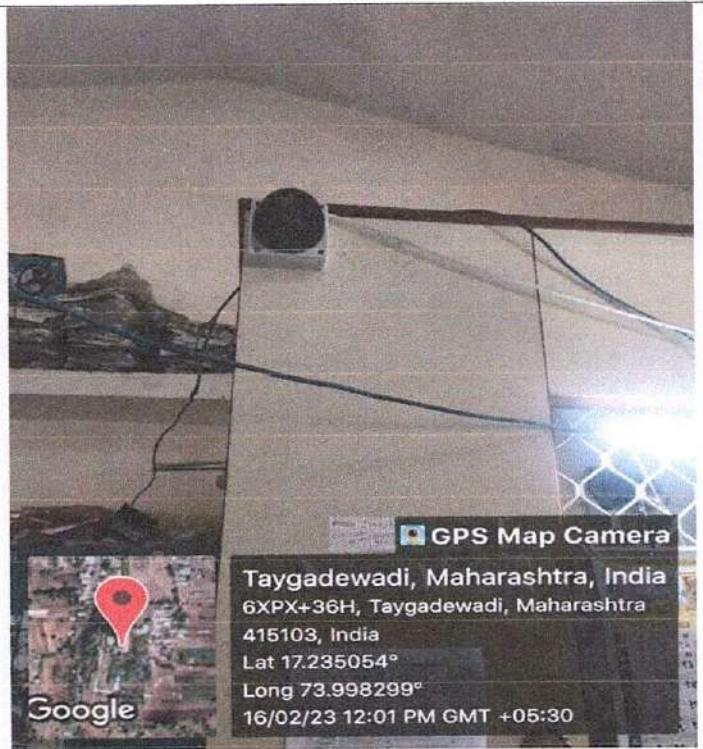 GPS Map Camera
Taygadewadi, Maharashtra, India
6XPX+36H, Taygadewadi, Maharashtra
415103, India
Lat 17.235054°
Long 73.998299°
16/02/23 12:01 PM GMT +05:30
Google